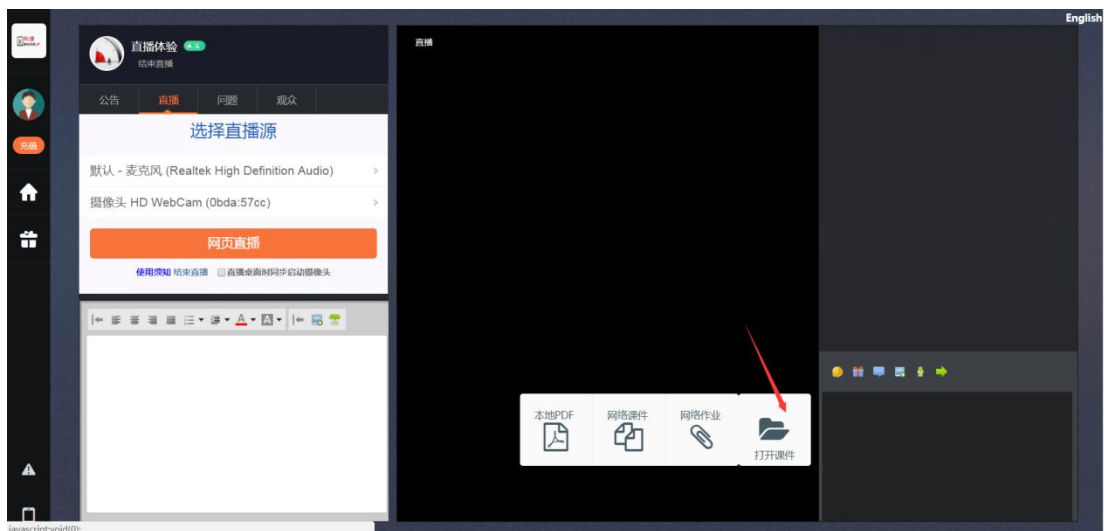 English
直播体验
结束直播
直播
充值
公告 直播 问题 观众
选择直播源
默认 - 麦克风 (Realtek High Definition Audio)
摄像头 HD WebCam (0bda:57cc)
网页直播
使用须知 结束直播 直播桌面时同步启动摄像头
本地PDF 网络课件 网络作业
打开课件
javascript:void(0);